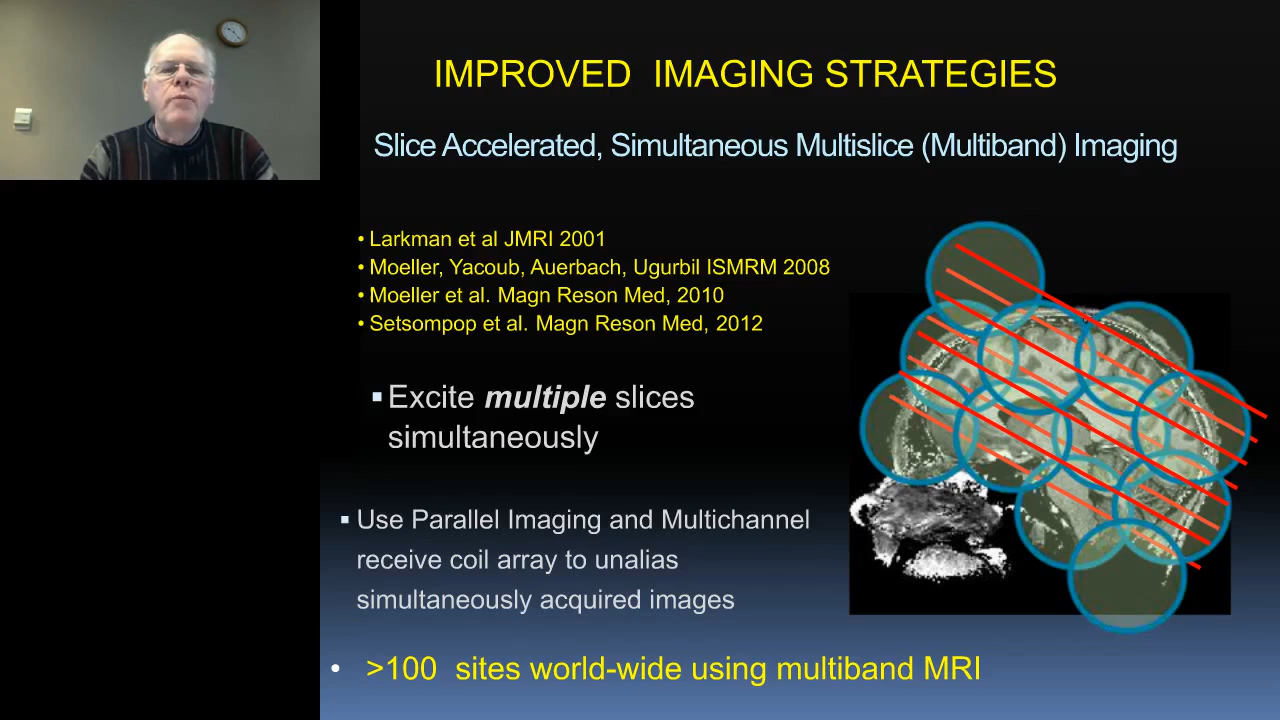 IMPROVED IMAGING STRATEGIES
Slice Accelerated, Simultaneous Multislice (Multiband) Imaging
• Larkman et al JMRI 2001
• Moeller, Yacoub, Auerbach, Ugurbil ISMRM 2008
• Moeller et al. Magn Reson Med, 2010
• Setsompop et al. Magn Reson Med, 2012
▪ Excite multiple slices
simultaneously
▪ Use Parallel Imaging and Multichannel
receive coil array to unalias
simultaneously acquired images
• >100 sites world-wide using multiband MRI